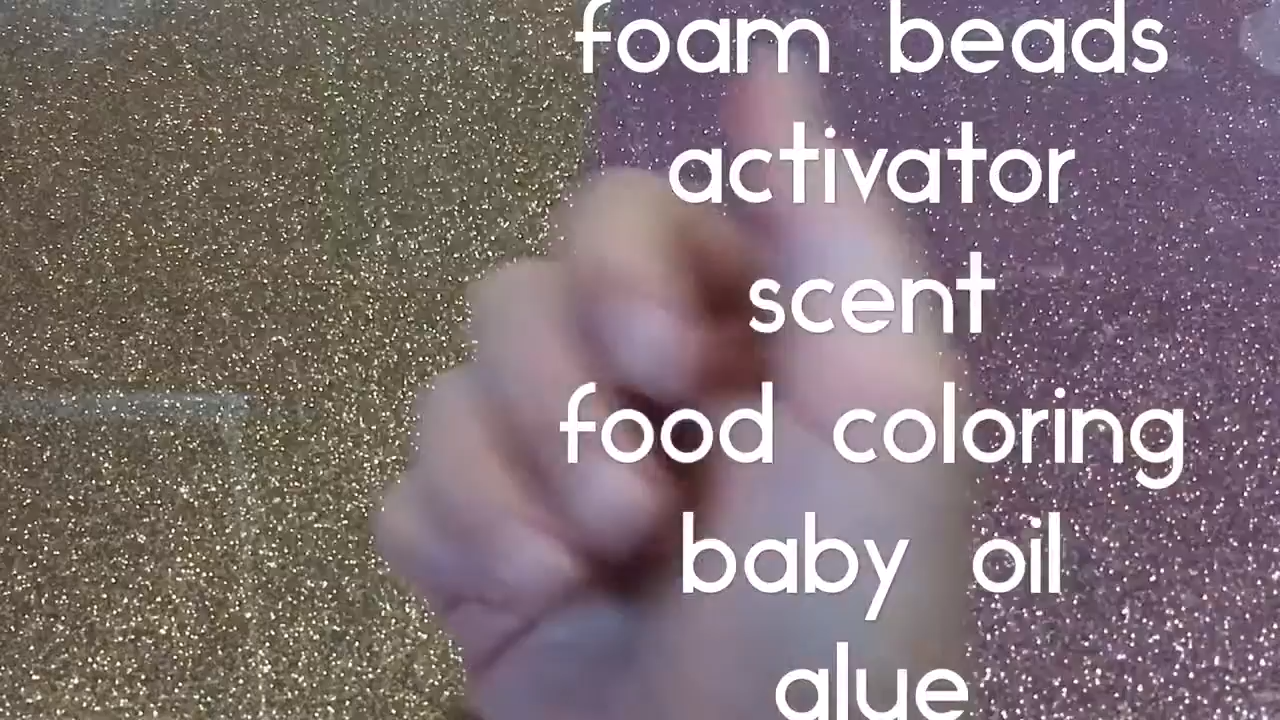 foam beads
activator
scent
food coloring
baby oil
glue